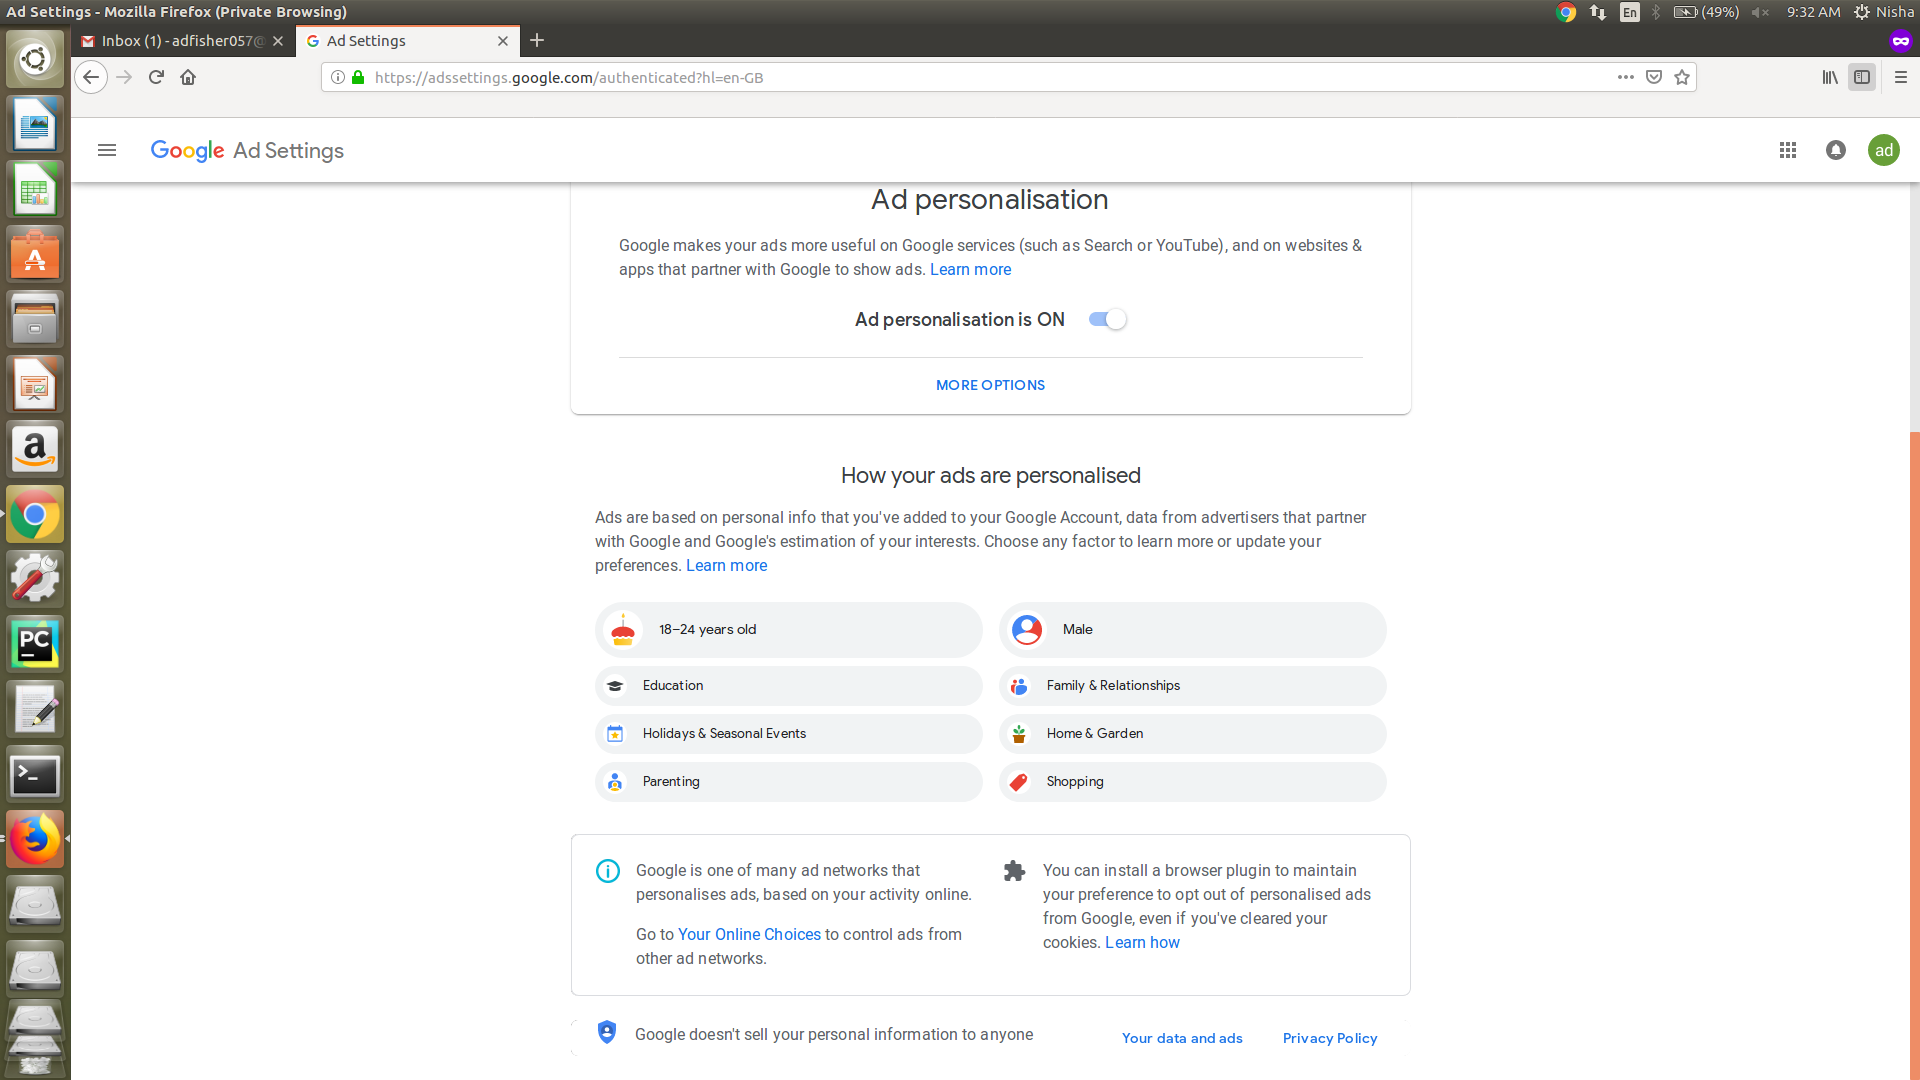 Ad Settings - Mozilla Firefox (Private Browsing)
En
(49%)
9:32 AM
Nisha
Inbox (1) - adfisher057@
Ad Settings
https://adssettings.google.com/authenticated?hl=en-GB
Google Ad Settings
ad
Ad personalisation
Google makes your ads more useful on Google services (such as Search or YouTube), and on websites &
apps that partner with Google to show ads. Learn more
Ad personalisation is ON
MORE OPTIONS
How your ads are personalised
Ads are based on personal info that you've added to your Google Account, data from advertisers that partner
with Google and Google's estimation of your interests. Choose any factor to learn more or update your
preferences. Learn more
18–24 years old
Male
Education
Family & Relationships
Holidays & Seasonal Events
Home & Garden
Parenting
Shopping
Google is one of many ad networks that
personalises ads, based on your activity online.
Go to Your Online Choices to control ads from
other ad networks.
You can install a browser plugin to maintain
your preference to opt out of personalised ads
from Google, even if you've cleared your
cookies. Learn how
Google doesn't sell your personal information to anyone
Your data and ads
Privacy Policy
A
a
PC
>_